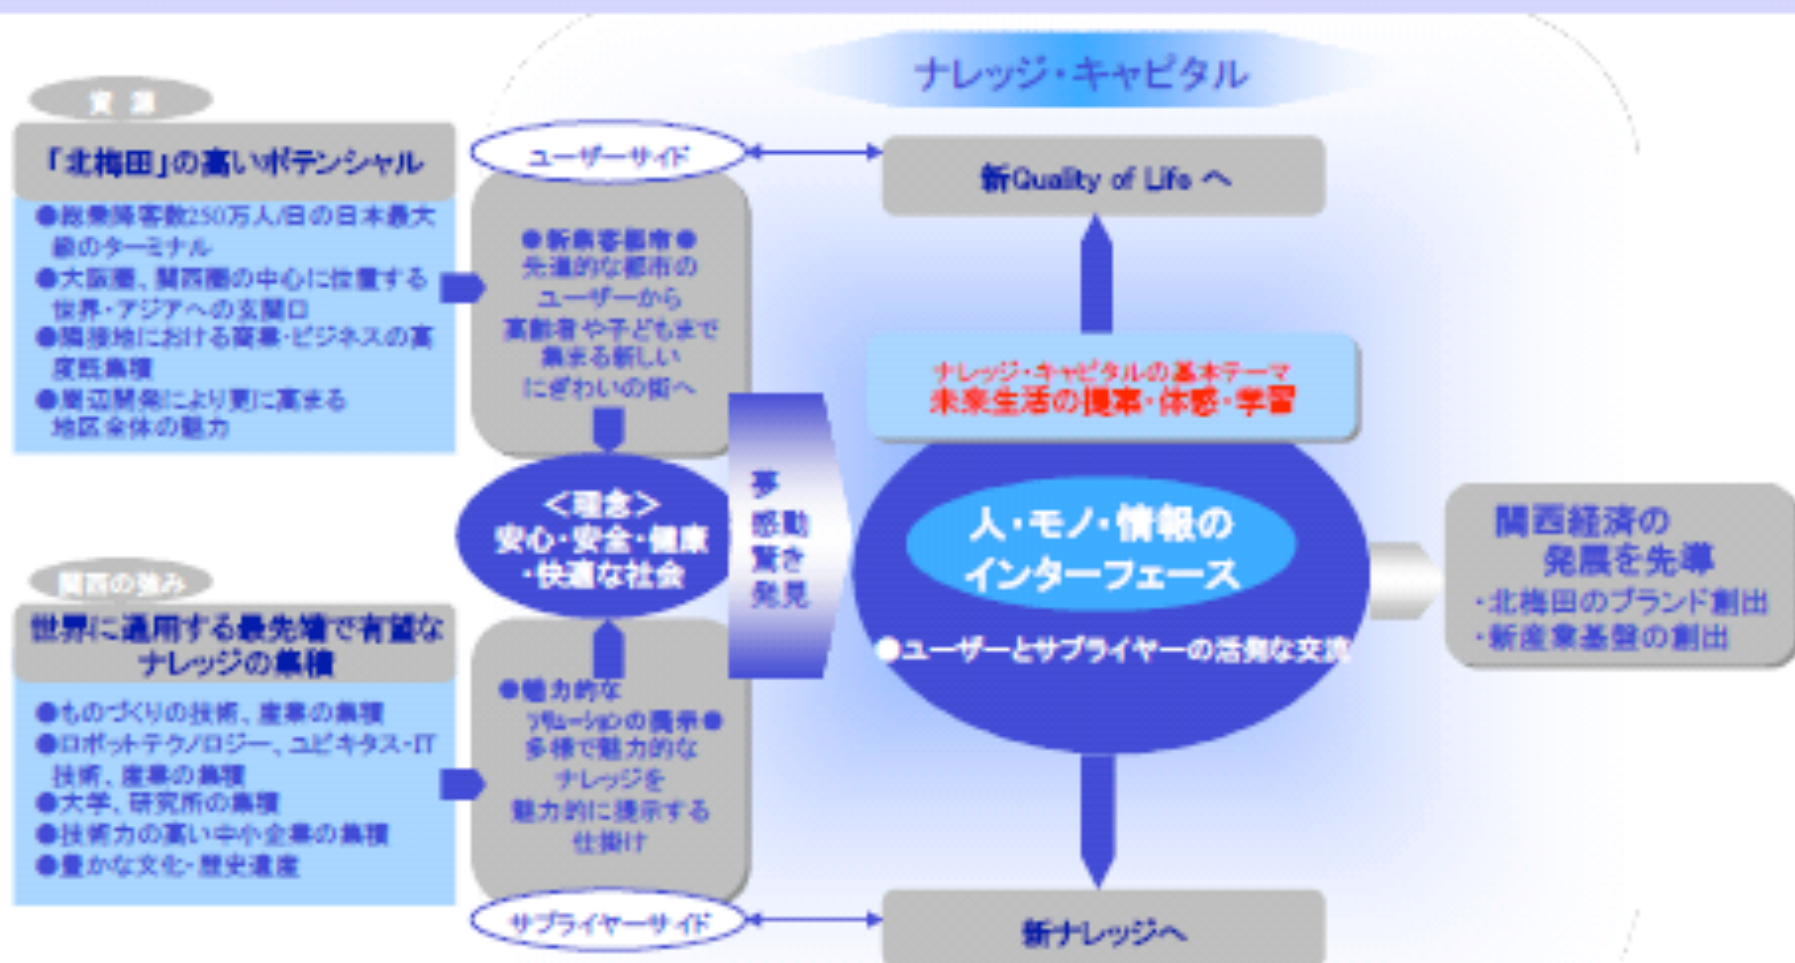 ナレッジ・キャピタル
資 源
「北梅田」の高いポテンシャル
●総乗降客数250万人/日の日本最大
級のターミナル
●大阪圏、関西圏の中心に位置する
世界・アジアへの玄関口
●隣接地における商業・ビジネスの高
度既集積
●周辺開発により更に高まる
地区全体の魅力
関西の強み
世界に通用する最先端で有望な
ナレッジの集積
●ものづくりの技術、産業の集積
●ロボットテクノロジー、ユビキタス・IT
技術、産業の集積
●大学、研究所の集積
●技術力の高い中小企業の集積
●豊かな文化・歴史遺産
ユーザーサイド
●新集客都市●
先進的な都市の
ユーザーから
高齢者や子どもまで
集まる新しい
にぎわいの街へ
＜理念＞
安心・安全・健康
・快適な社会
●魅力的な
ソリューションの提示●
多様で魅力的な
ナレッジを
魅力的に提示する
仕掛け
サプライヤーサイド
夢
感動
驚き
発見
新Quality of Life へ
ナレッジ・キャピタルの基本テーマ
未来生活の提案・体感・学習
人・モノ・情報の
インターフェース
●ユーザーとサプライヤーの活発な交流
新ナレッジへ
関西経済の
発展を先導
・北梅田のブランド創出
・新産業基盤の創出